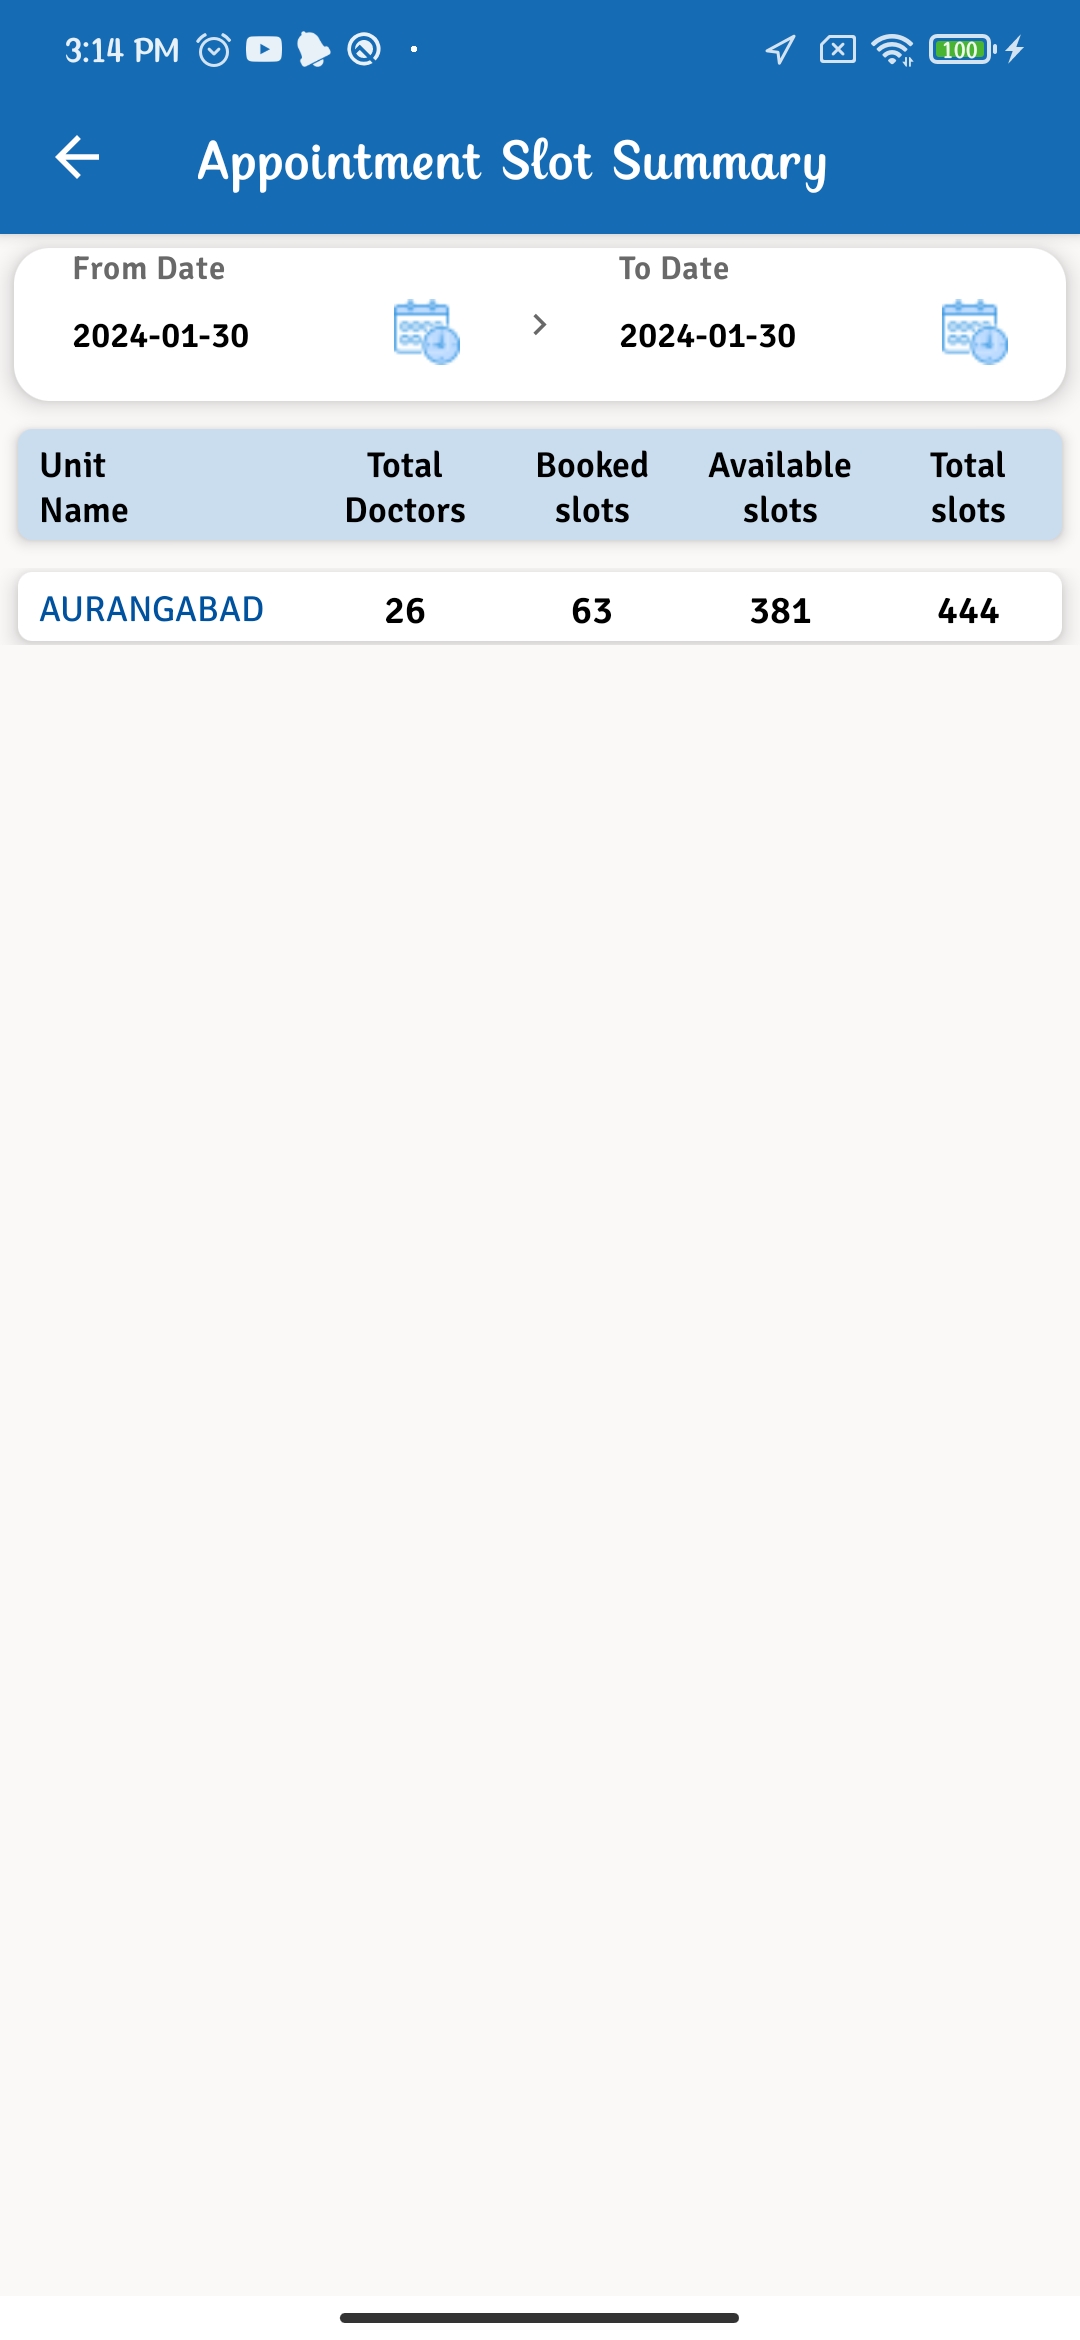 3:14 PM
100
Appointment Slot Summary
From Date
To Date
2024-01-30
2024-01-30
Unit Name
Total Doctors
Booked slots
Available slots
Total slots
AURANGABAD 26 63 381 444